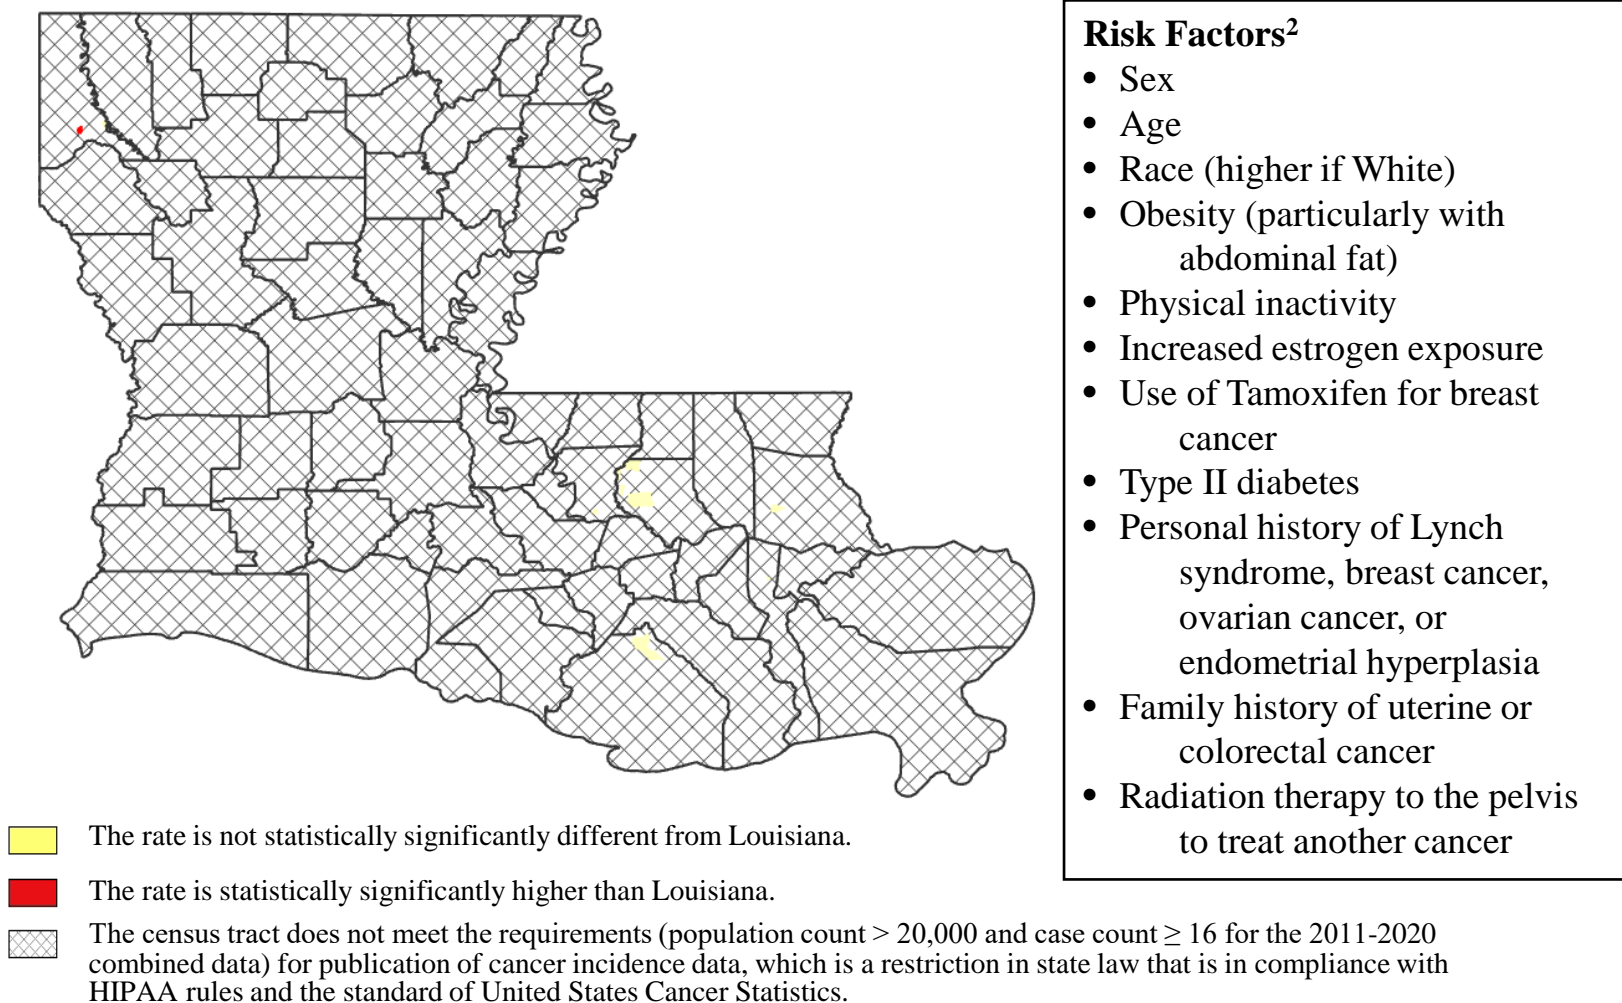 Risk Factors²
• Sex
• Age
• Race (higher if White)
• Obesity (particularly with
abdominal fat)
• Physical inactivity
• Increased estrogen exposure
• Use of Tamoxifen for breast
cancer
• Type II diabetes
• Personal history of Lynch
syndrome, breast cancer,
ovarian cancer, or
endometrial hyperplasia
• Family history of uterine or
colorectal cancer
• Radiation therapy to the pelvis
to treat another cancer
The rate is not statistically significantly different from Louisiana.
The rate is statistically significantly higher than Louisiana.
The census tract does not meet the requirements (population count > 20,000 and case count ≥ 16 for the 2011-2020
combined data) for publication of cancer incidence data, which is a restriction in state law that is in compliance with
HIPAA rules and the standard of United States Cancer Statistics.